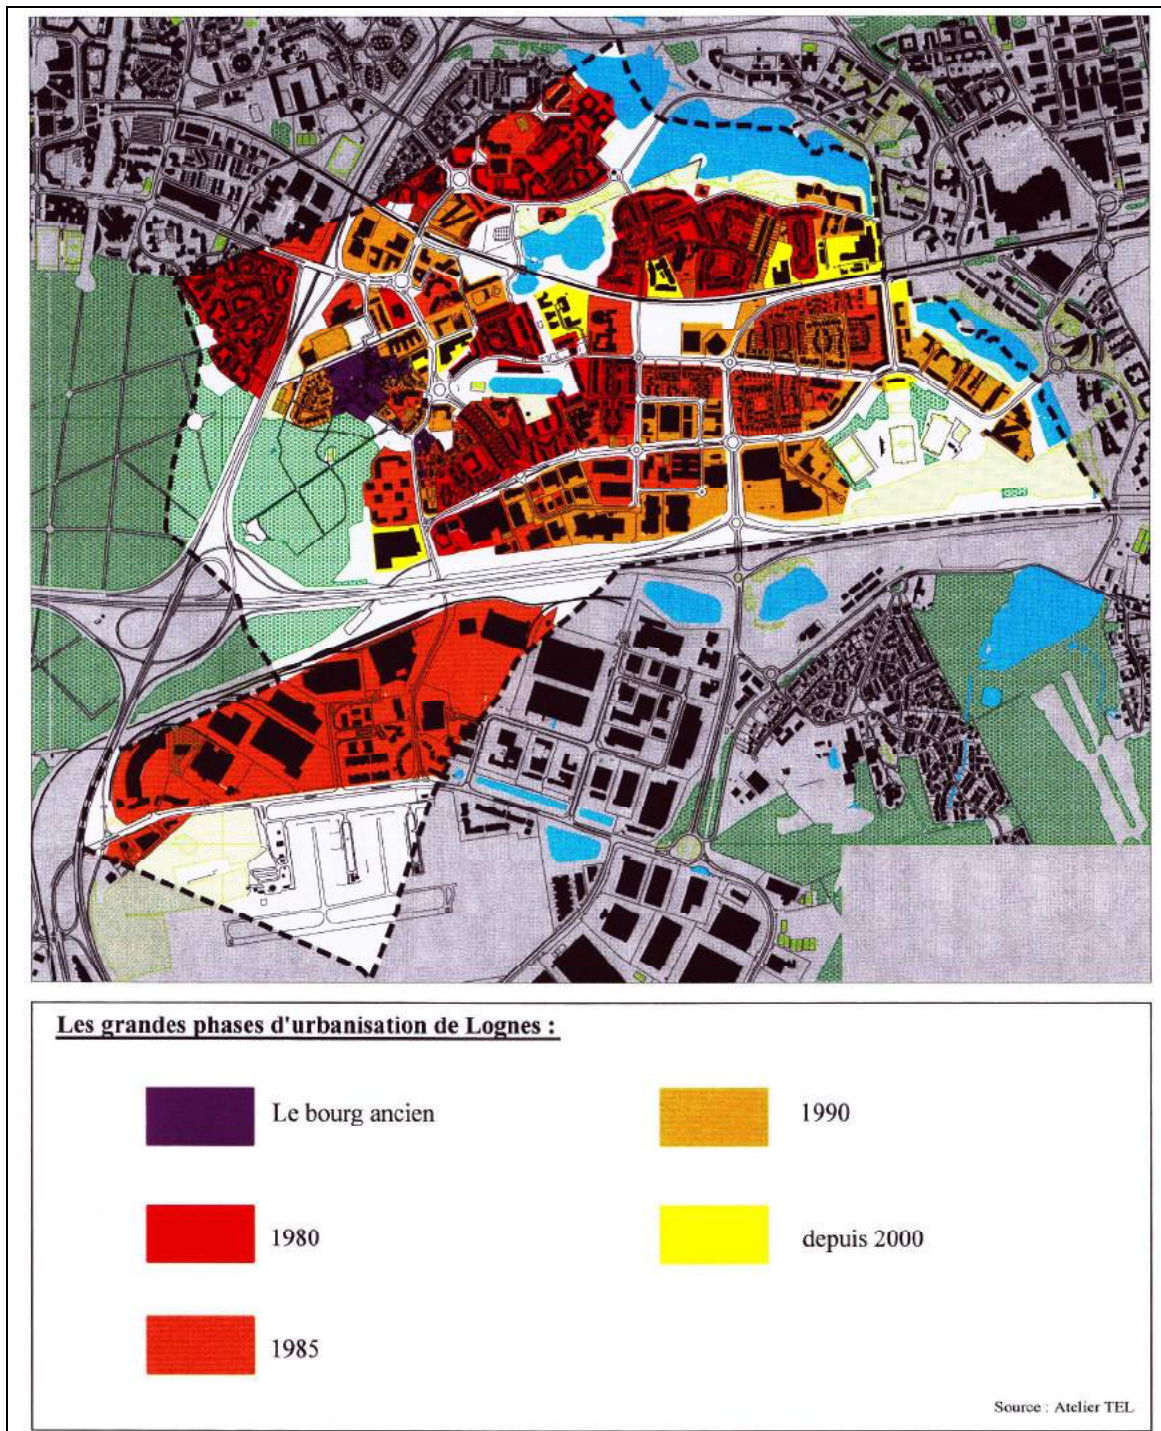 Les grandes phases d'urbanisation de Lognes :
Le bourg ancien
1990
1980
depuis 2000
1985
Source : Atelier TEL